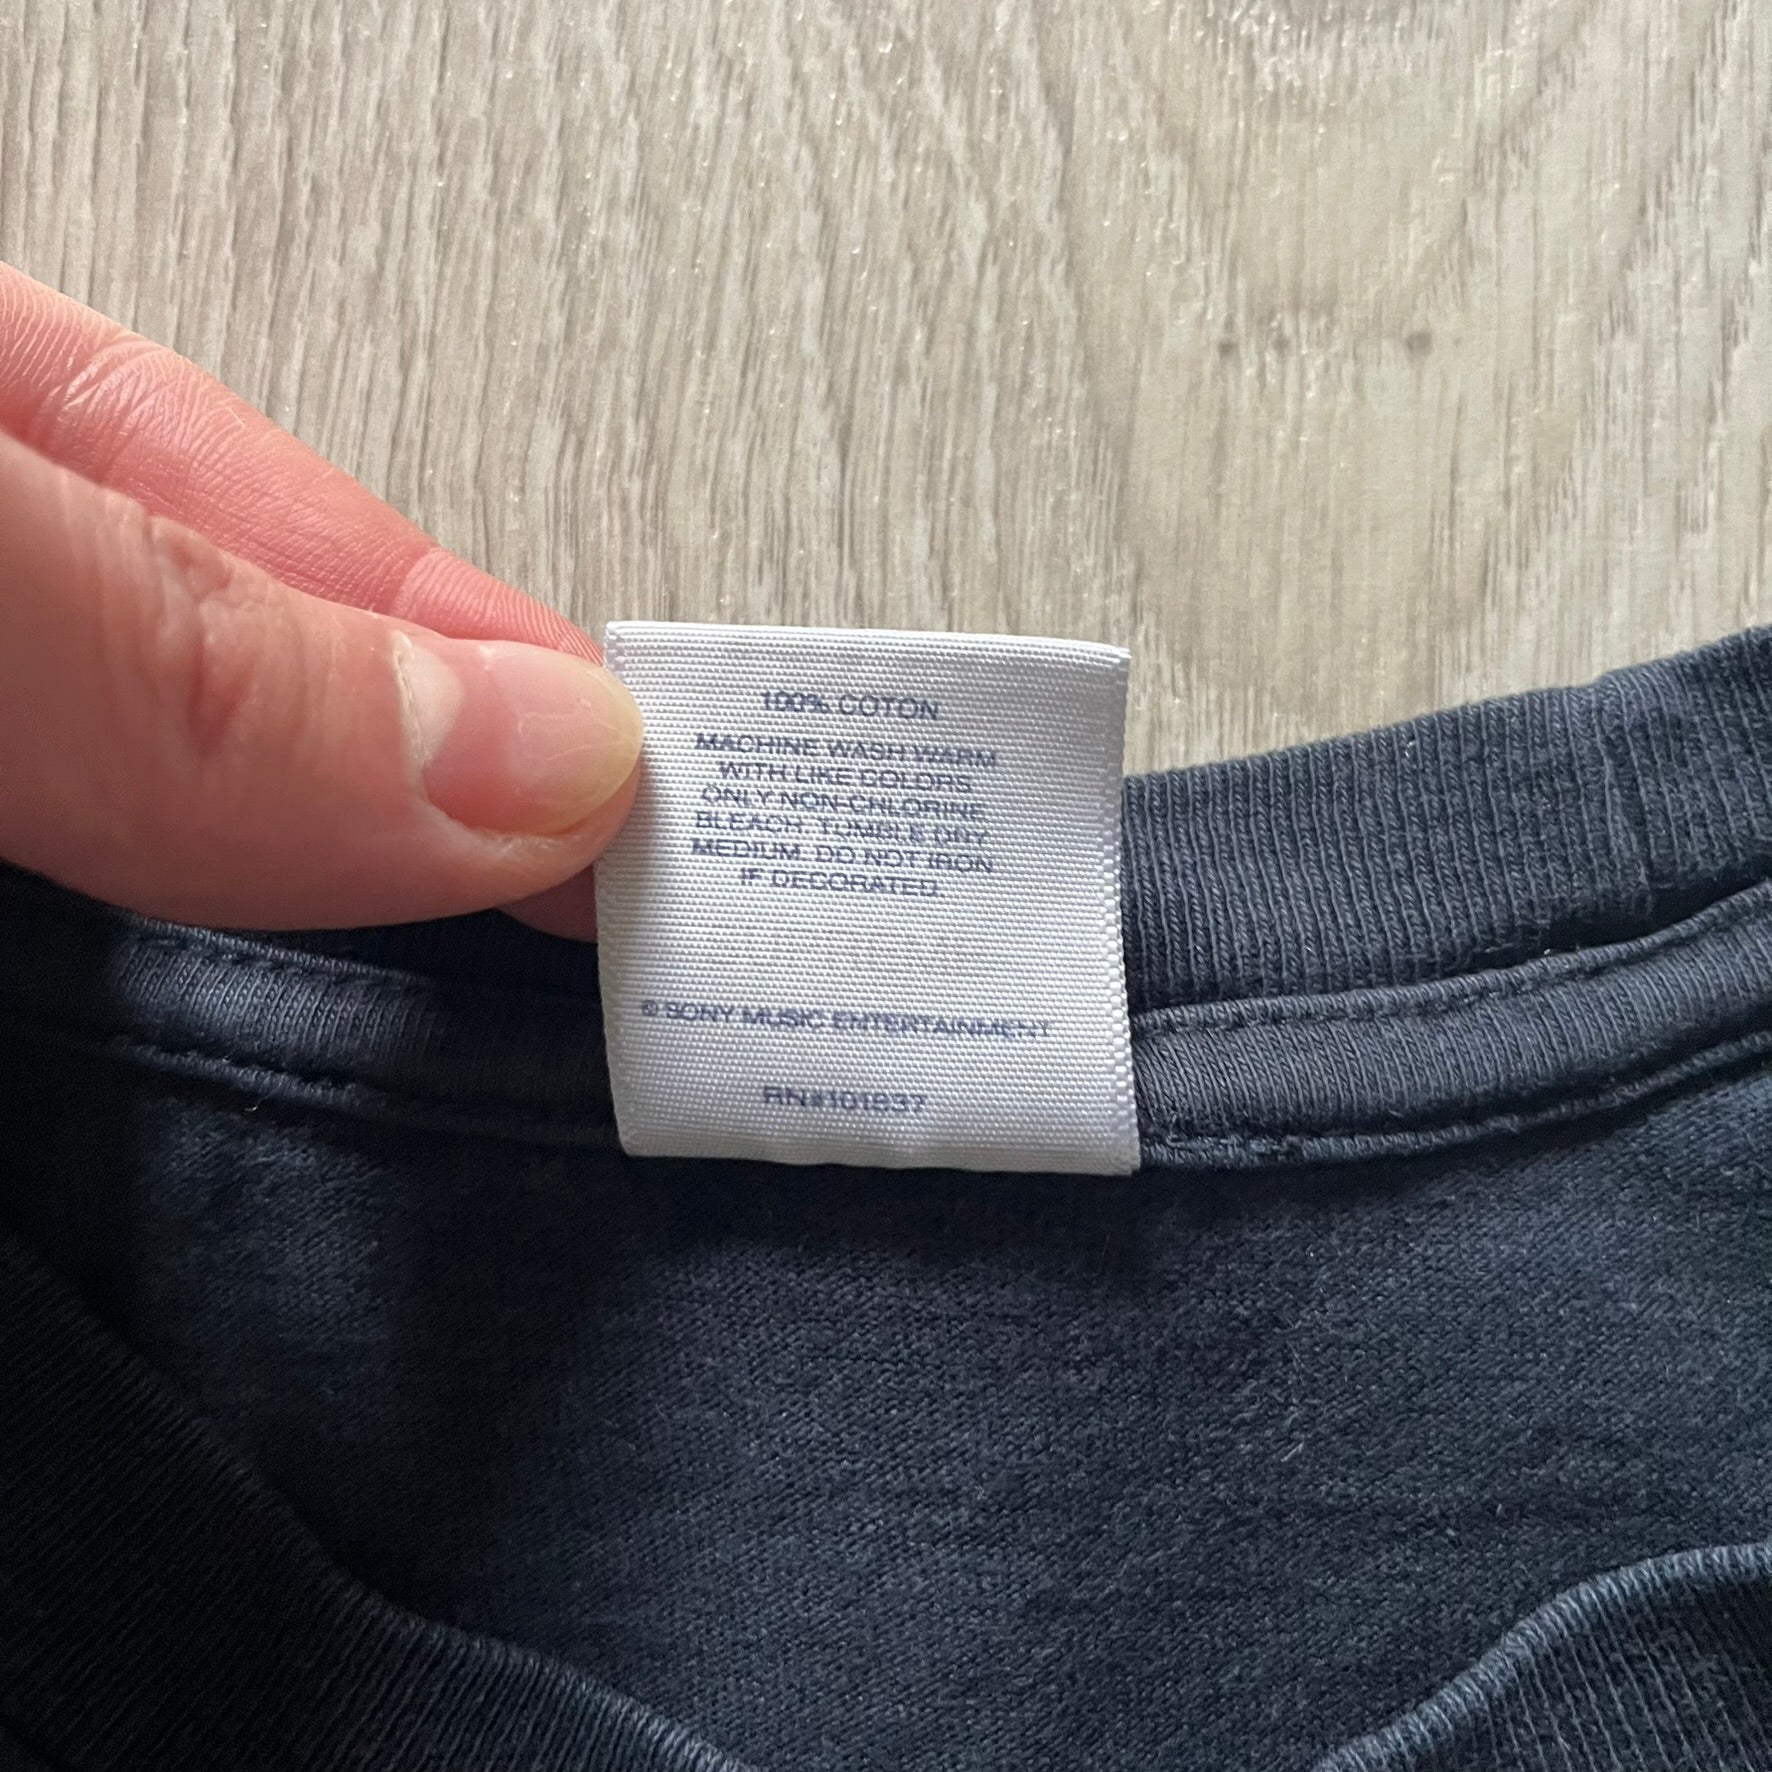 100% COTON
MACHINE WASH WARM
WITH LIKE COLORS
ONLY NON-CHLORINE
BLEACH. TUMBLE DRY
MEDIUM. DO NOT IRON
IF DECORATED.
© SONY MUSIC ENTERTAINMENT
RN#101837